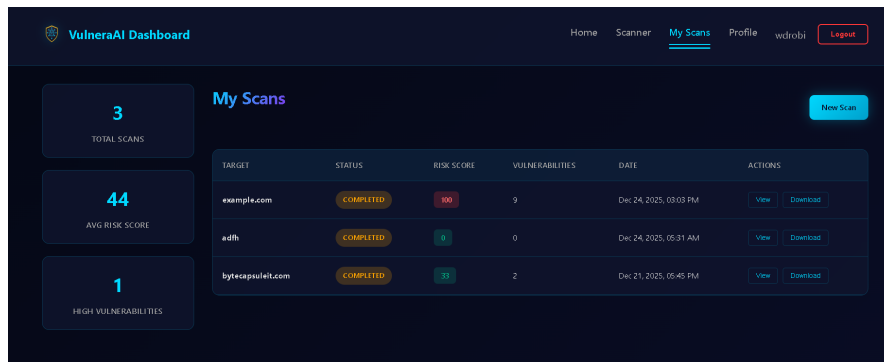 VulneraAI Dashboard
Home Scanner My Scans Profile wdrobi Logout
3
TOTAL SCANS
44
AVG RISK SCORE
1
HIGH VULNERABILITIES
My Scans
New Scan
TARGET STATUS RISK SCORE VULNERABILITIES DATE ACTIONS
example.com COMPLETED 100 9 Dec 24, 2025, 03:03 PM View Download
adfh COMPLETED 0 0 Dec 24, 2025, 05:31 AM View Download
bytecapsuleit.com COMPLETED 33 2 Dec 21, 2025, 05:45 PM View Download